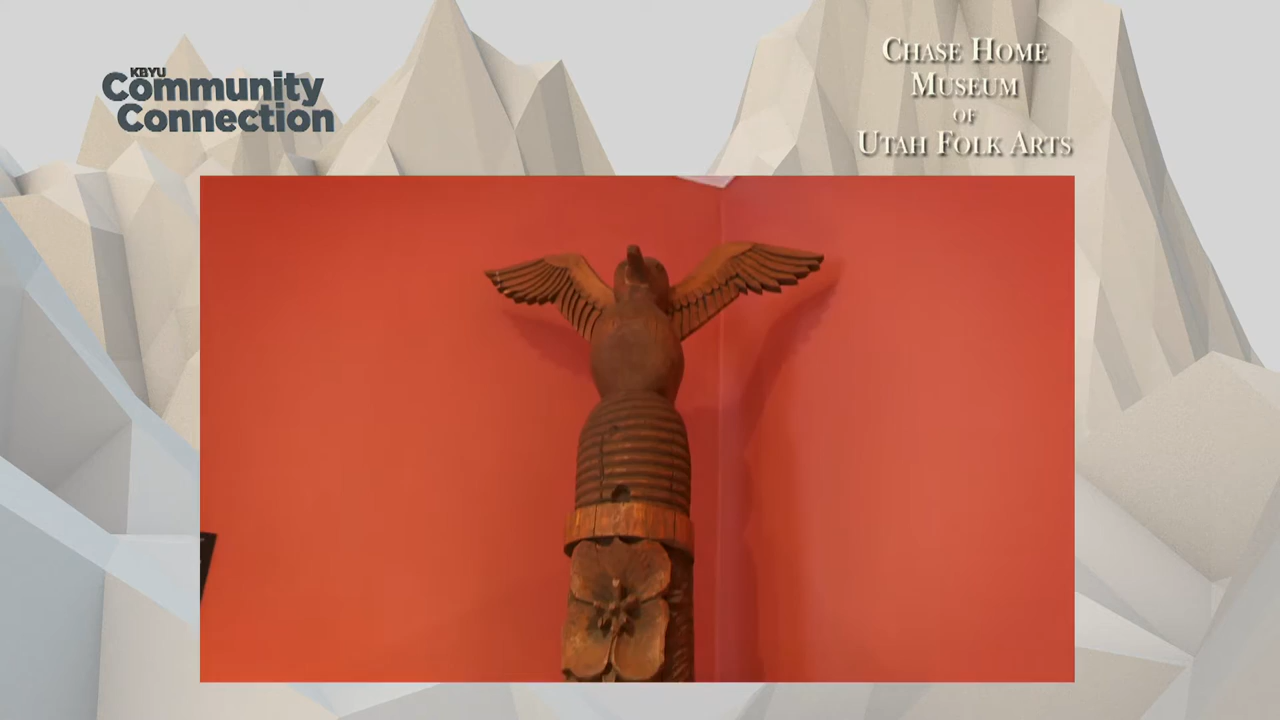 KBYU
Community
Connection
Chase Home
Museum
of
Utah Folk Arts